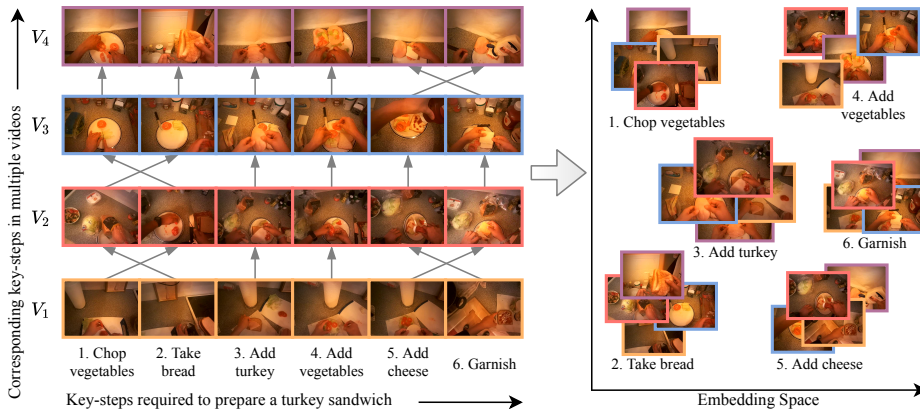 Corresponding key-steps in multiple videos
V4
V3
V2
V1
1. Chop
vegetables
2. Take
bread
3. Add
turkey
4. Add
vegetables
5. Add
cheese
6. Garnish
Key-steps required to prepare a turkey sandwich
1. Chop vegetables
4. Add
vegetables
3. Add turkey
6. Garnish
2. Take bread
5. Add cheese
Embedding Space